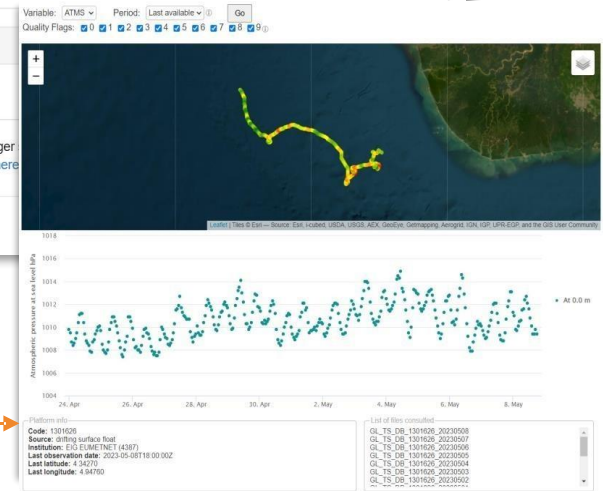 Variable: ATMS Period: Last available Go
Quality Flags: 0 1 2 3 4 5 6 7 8 9
+
−
ger
ere
Leaflet | Tiles © Esri — Source: Esri, i-cubed, USDA, USGS, AEX, GeoEye, Getmapping, Aerogrid, IGN, IGP, UPR-EGP, and the GIS User Community
Atmospheric pressure at sea level hPa
1018
1016
1014
1012
1010
1008
1006
1004
24. Apr 26. Apr 28. Apr 30. Apr 2. May 4. May 6. May 8. May
At 0.0 m
Platform info
Code: 1301626
Source: drifting surface float
Institution: EIG EUMETNET (4387)
Last observation date: 2023-05-08T18:00:00Z
Last latitude: 4.34270
Last longitude: 4.94760
List of files consulted
GL_TS_DB_1301626_20230508
GL_TS_DB_1301626_20230507
GL_TS_DB_1301626_20230506
GL_TS_DB_1301626_20230505
GL_TS_DB_1301626_20230504
GL_TS_DB_1301626_20230503
GL_TS_DB_1301626_20230502